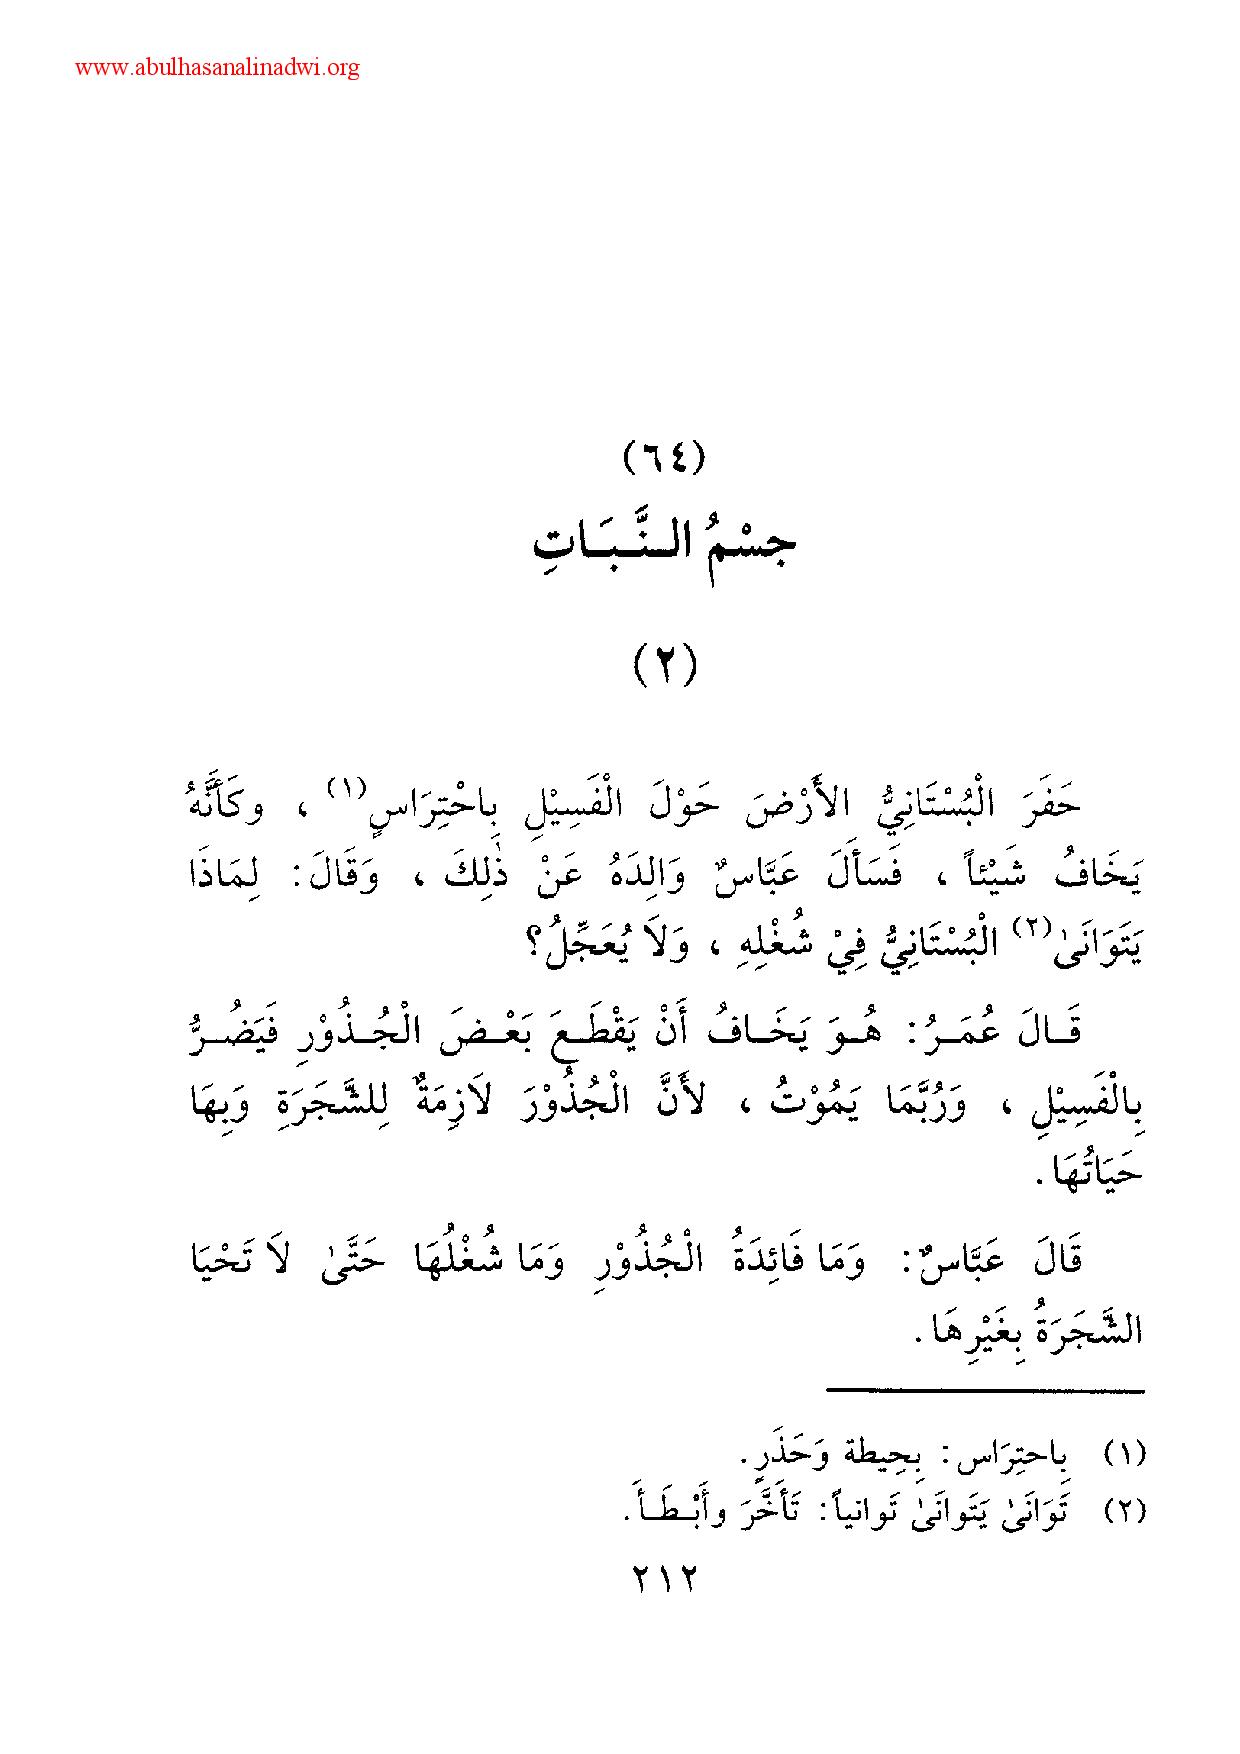 www.abulhasanalinadwi.org
(٦٤)
جِسْمُ النَّبَاتِ
(٢)
حَفَرَ الْبُسْتَانِيُّ الأَرْضَ حَوْلَ الْفَسِيْلِ بِاحْتِرَاسٍ(١) ، وكَأَنَّهُ
يَخَافُ شَيْئاً ، فَسَأَلَ عَبَّاسٌ وَالِدَهُ عَنْ ذٰلِكَ ، وَقَالَ: لِمَاذَا
يَتَوَانَىٰ(٢) الْبُسْتَانِيُّ فِيْ شُغْلِهِ ، وَلاَ يُعَجِّلُ؟
قَالَ عُمَرُ: هُوَ يَخَافُ أَنْ يَقْطَعَ بَعْضَ الْجُذُوْرِ فَيَضُرُّ
بِالْفَسِيْلِ ، وَرُبَّمَا يَمُوْتُ ، لأَنَّ الْجُذُوْرَ لاَزِمَةٌ لِلشَّجَرَةِ وَبِهَا
حَيَاتُهَا.
قَالَ عَبَّاسٌ: وَمَا فَائِدَةُ الْجُذُوْرِ وَمَا شُغْلُهَا حَتَّىٰ لاَ تَحْيَا
الشَّجَرَةُ بِغَيْرِهَا.
(١) بِاحتِرَاس: بِحِيطة وَحَذَرٍ.
(٢) تَوَانَىٰ يَتَوانَىٰ تَوانياً: تَأَخَّرَ وأَبْطَأَ.
٢١٢